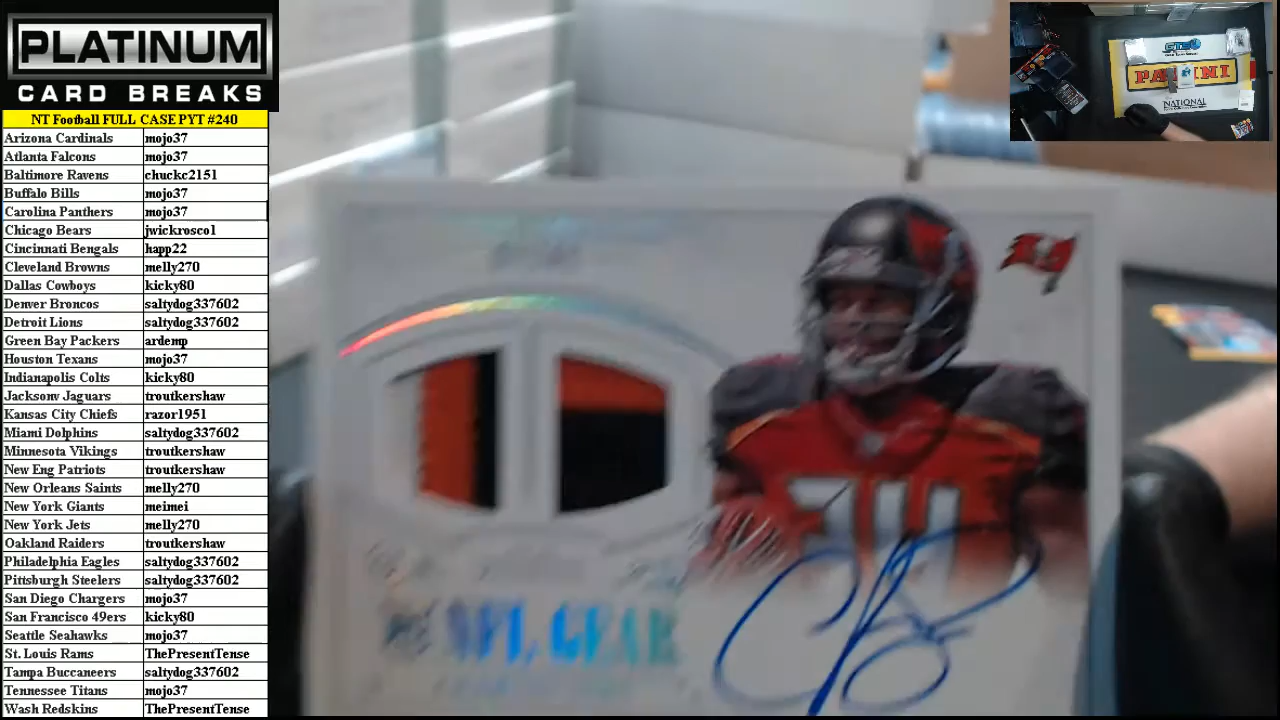 PLATINUM
CARD BREAKS
NT Football FULL CASE PYT #240
Arizona Cardinals mojo37
Atlanta Falcons mojo37
Baltimore Ravens chuckc2151
Buffalo Bills mojo37
Carolina Panthers mojo37
Chicago Bears jwickrosco1
Cincinnati Bengals happ22
Cleveland Browns melly270
Dallas Cowboys kicky80
Denver Broncos saltydog337602
Detroit Lions saltydog337602
Green Bay Packers ardemp
Houston Texans mojo37
Indianapolis Colts kicky80
Jacksonv Jaguars troutkershaw
Kansas City Chiefs razor1951
Miami Dolphins saltydog337602
Minnesota Vikings troutkershaw
New Eng Patriots troutkershaw
New Orleans Saints melly270
New York Giants meimei
New York Jets melly270
Oakland Raiders troutkershaw
Philadelphia Eagles saltydog337602
Pittsburgh Steelers saltydog337602
San Diego Chargers mojo37
San Francisco 49ers kicky80
Seattle Seahawks mojo37
St. Louis Rams ThePresentTense
Tampa Buccaneers saltydog337602
Tennessee Titans mojo37
Wash Redskins ThePresentTense
PANINI
NATIONAL
NFL GEAR